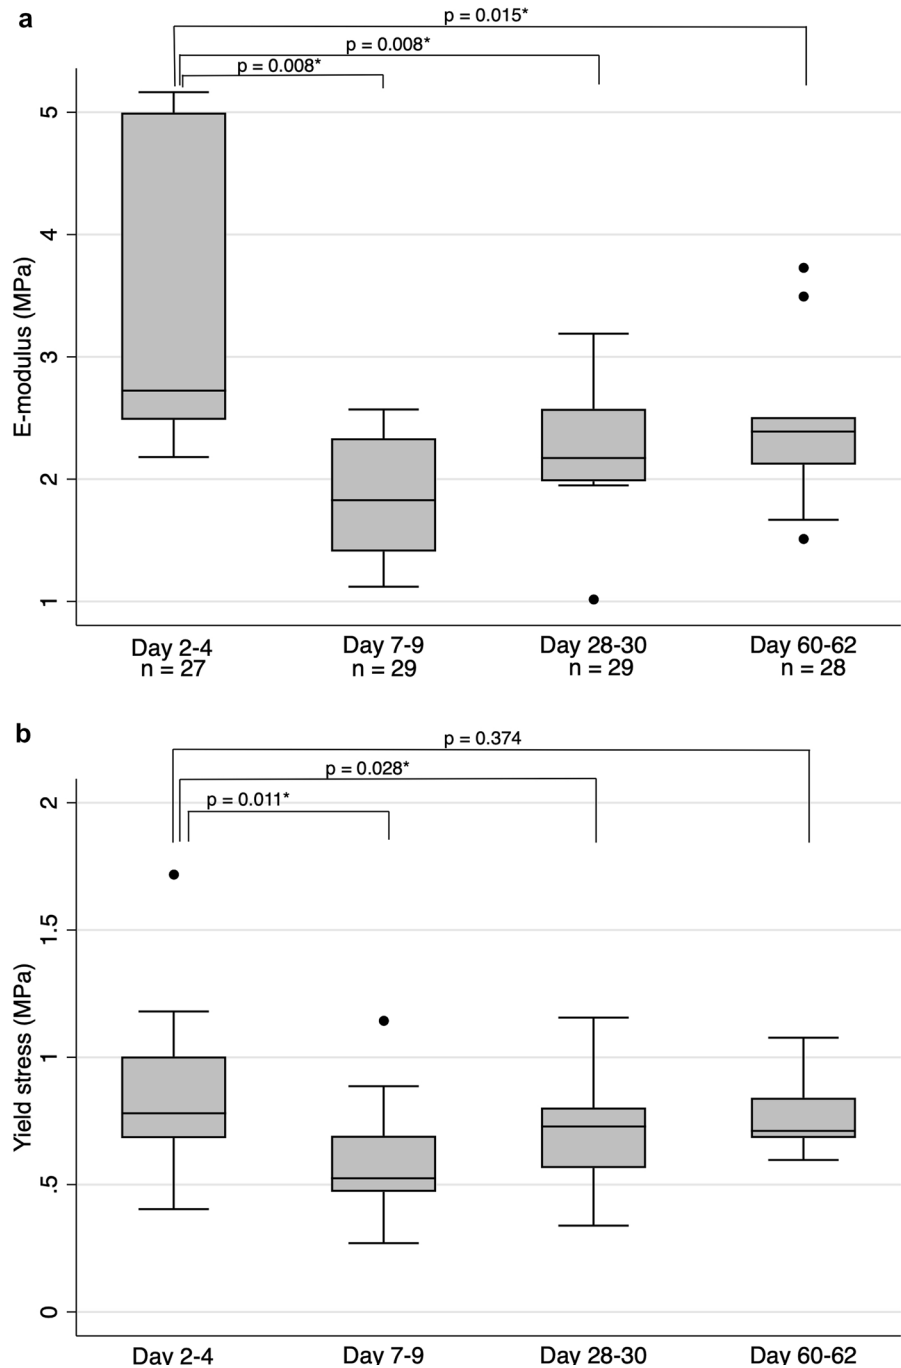 a
p = 0.015*
p = 0.008*
p = 0.008*
5
4
3
2
1
E-modulus (MPa)
Day 2-4 Day 7-9 Day 28-30 Day 60-62
n = 27 n = 29 n = 29 n = 28
b
p = 0.374
p = 0.028*
p = 0.011*
2
1.5
1
.5
0
Yield stress (MPa)
Day 2-4 Day 7-9 Day 28-30 Day 60-62